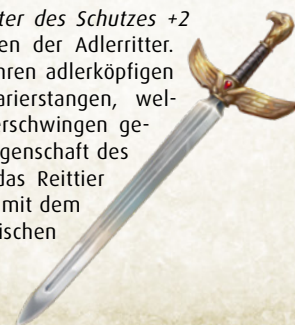 ter des Schutzes +2
en der Adlerritter.
hren adlerköpfigen
arierstangen, wel-
erschwingen ge-
genschaft des
das Reittier
mit dem
ischen